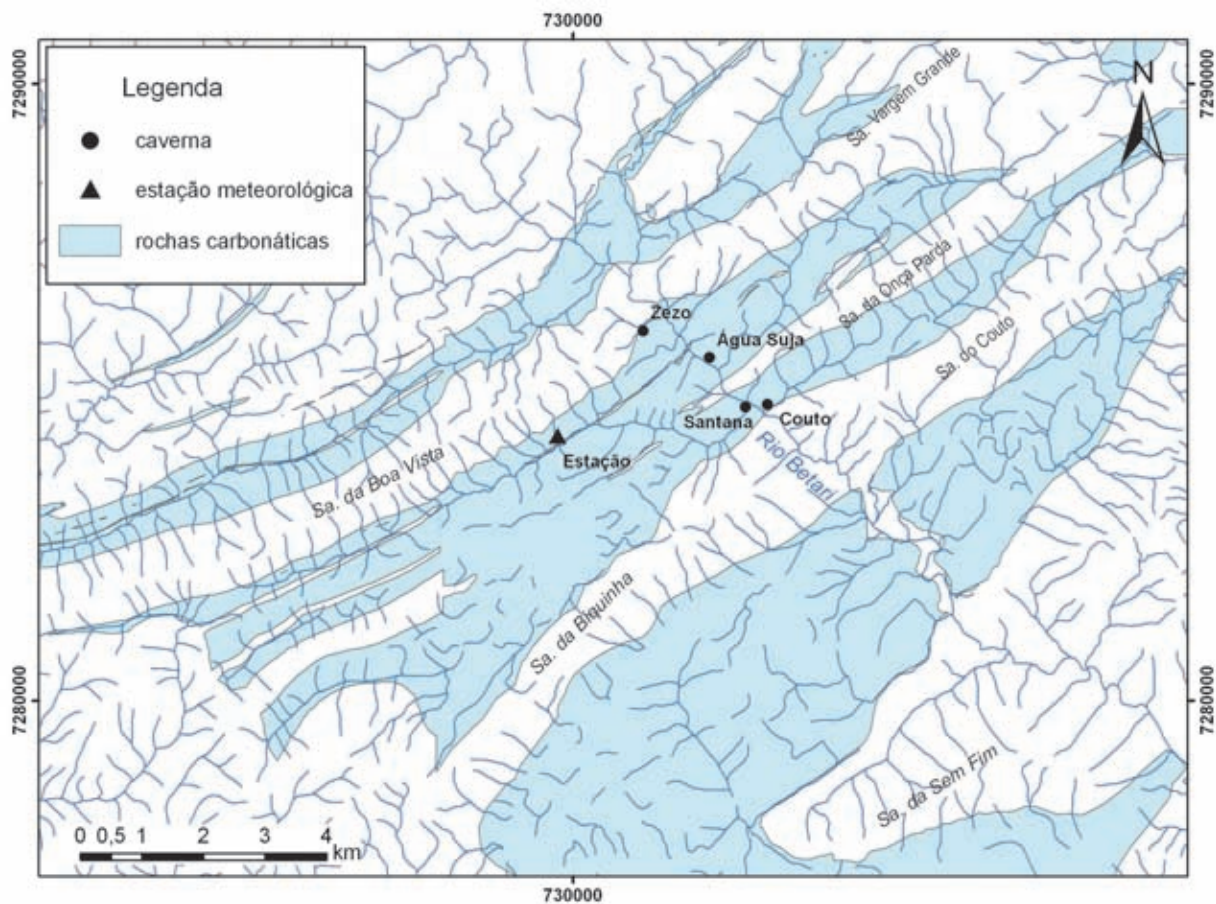 730000
7290000
7290000
Legenda
caverna
estação meteorológica
rochas carbonáticas
N
Sa. Vargem Grande
Sa. da Onça Parda
Zezo
Água Suja
Sa. do Couto
Santana
Couto
Rio Betari
Estação
Sa. da Boa Vista
Sa. da Biquinha
7280000
7280000
Sa. da Sem Fim
0 0,5 1 2 3 4
km
730000